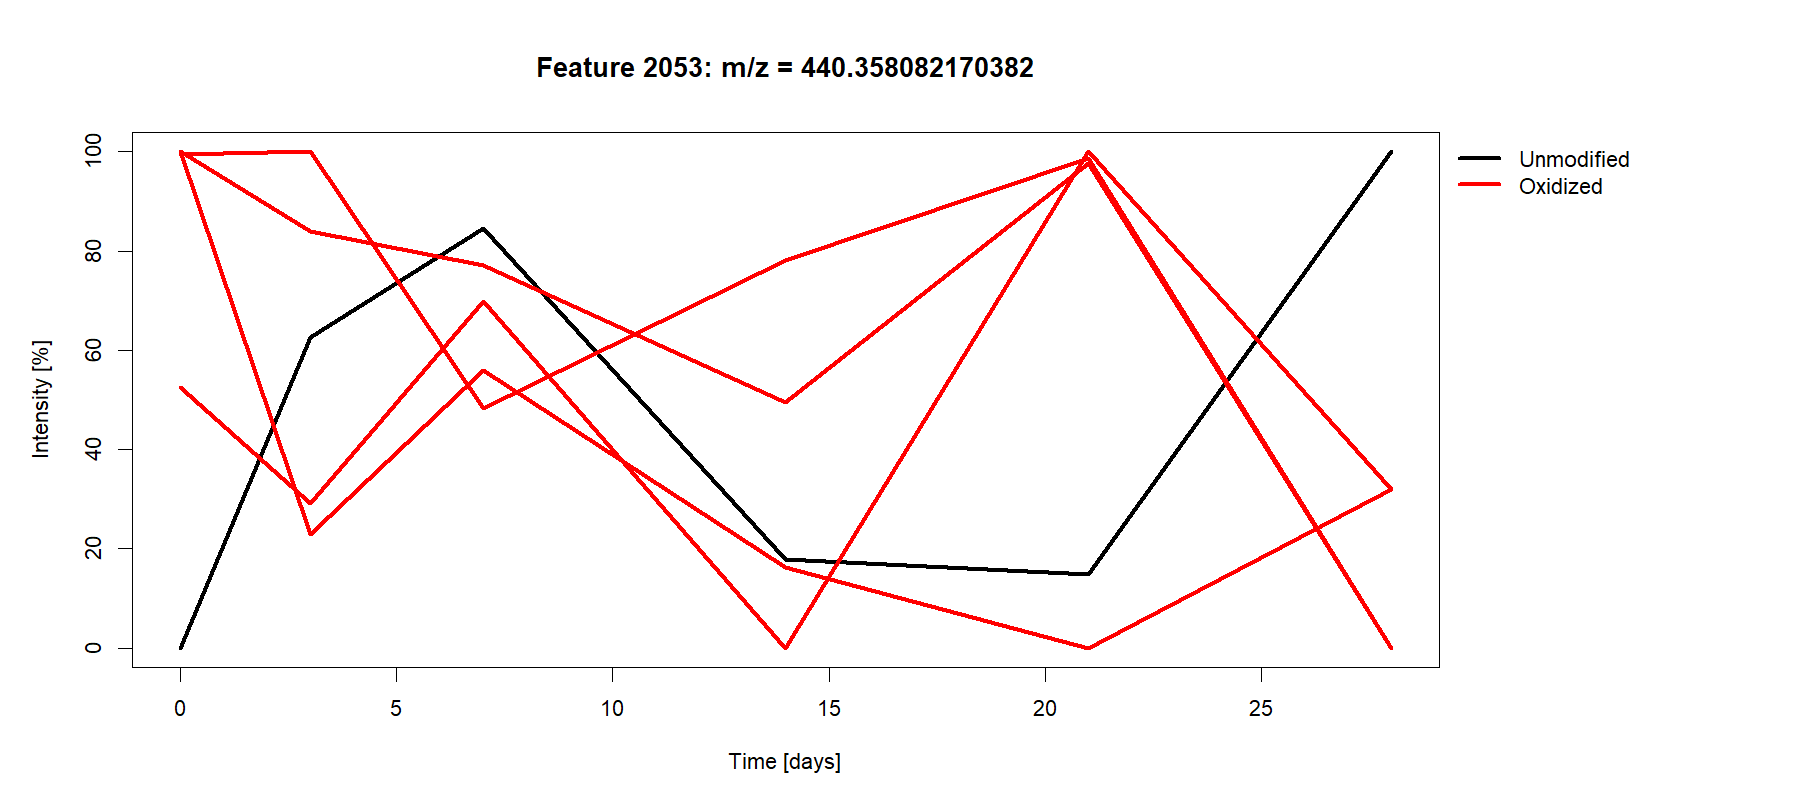 Feature 2053: m/z = 440.358082170382
Unmodified
Oxidized
Intensity [%]
100
80
60
40
20
0
0 5 10 15 20 25
Time [days]